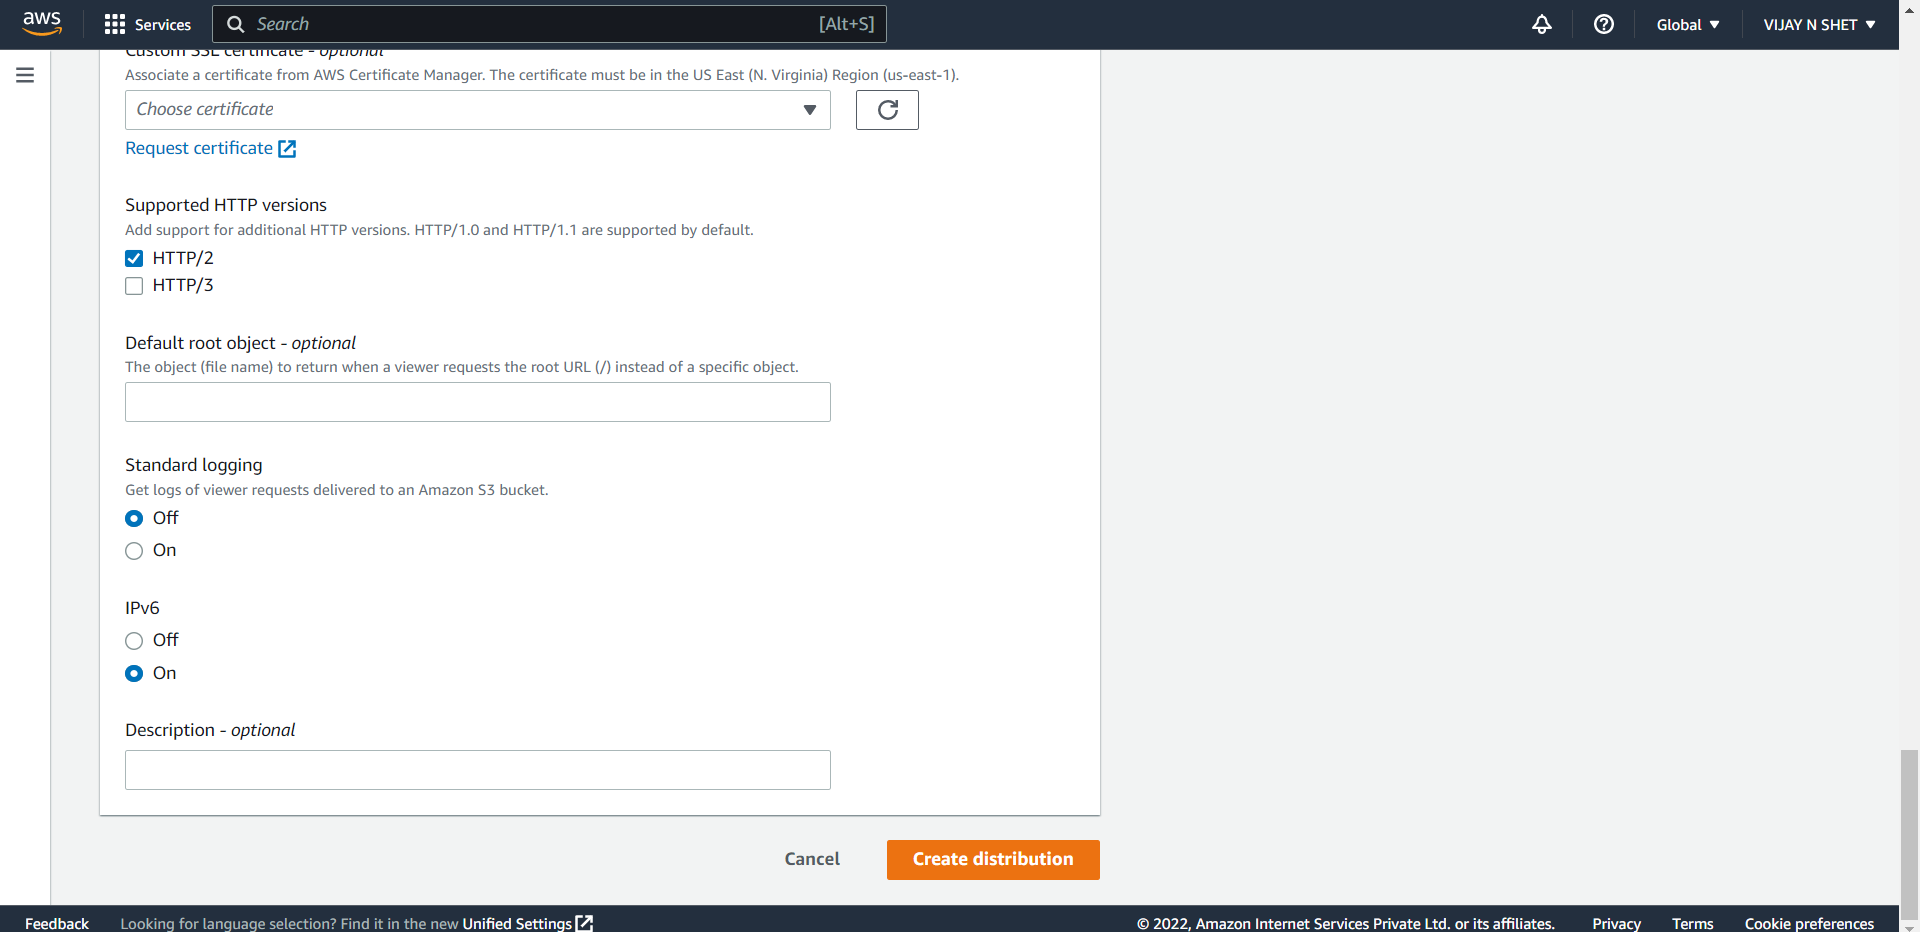 aws
Services
Search
[Alt+S]
Global
VIJAY N SHET
Custom SSL certificate - optional
Associate a certificate from AWS Certificate Manager. The certificate must be in the US East (N. Virginia) Region (us-east-1).
Choose certificate
Request certificate
Supported HTTP versions
Add support for additional HTTP versions. HTTP/1.0 and HTTP/1.1 are supported by default.
HTTP/2
HTTP/3
Default root object - optional
The object (file name) to return when a viewer requests the root URL (/) instead of a specific object.
Standard logging
Get logs of viewer requests delivered to an Amazon S3 bucket.
Off
On
IPv6
Off
On
Description - optional
Cancel
Create distribution
Feedback
Looking for language selection? Find it in the new Unified Settings
© 2022, Amazon Internet Services Private Ltd. or its affiliates.
Privacy
Terms
Cookie preferences